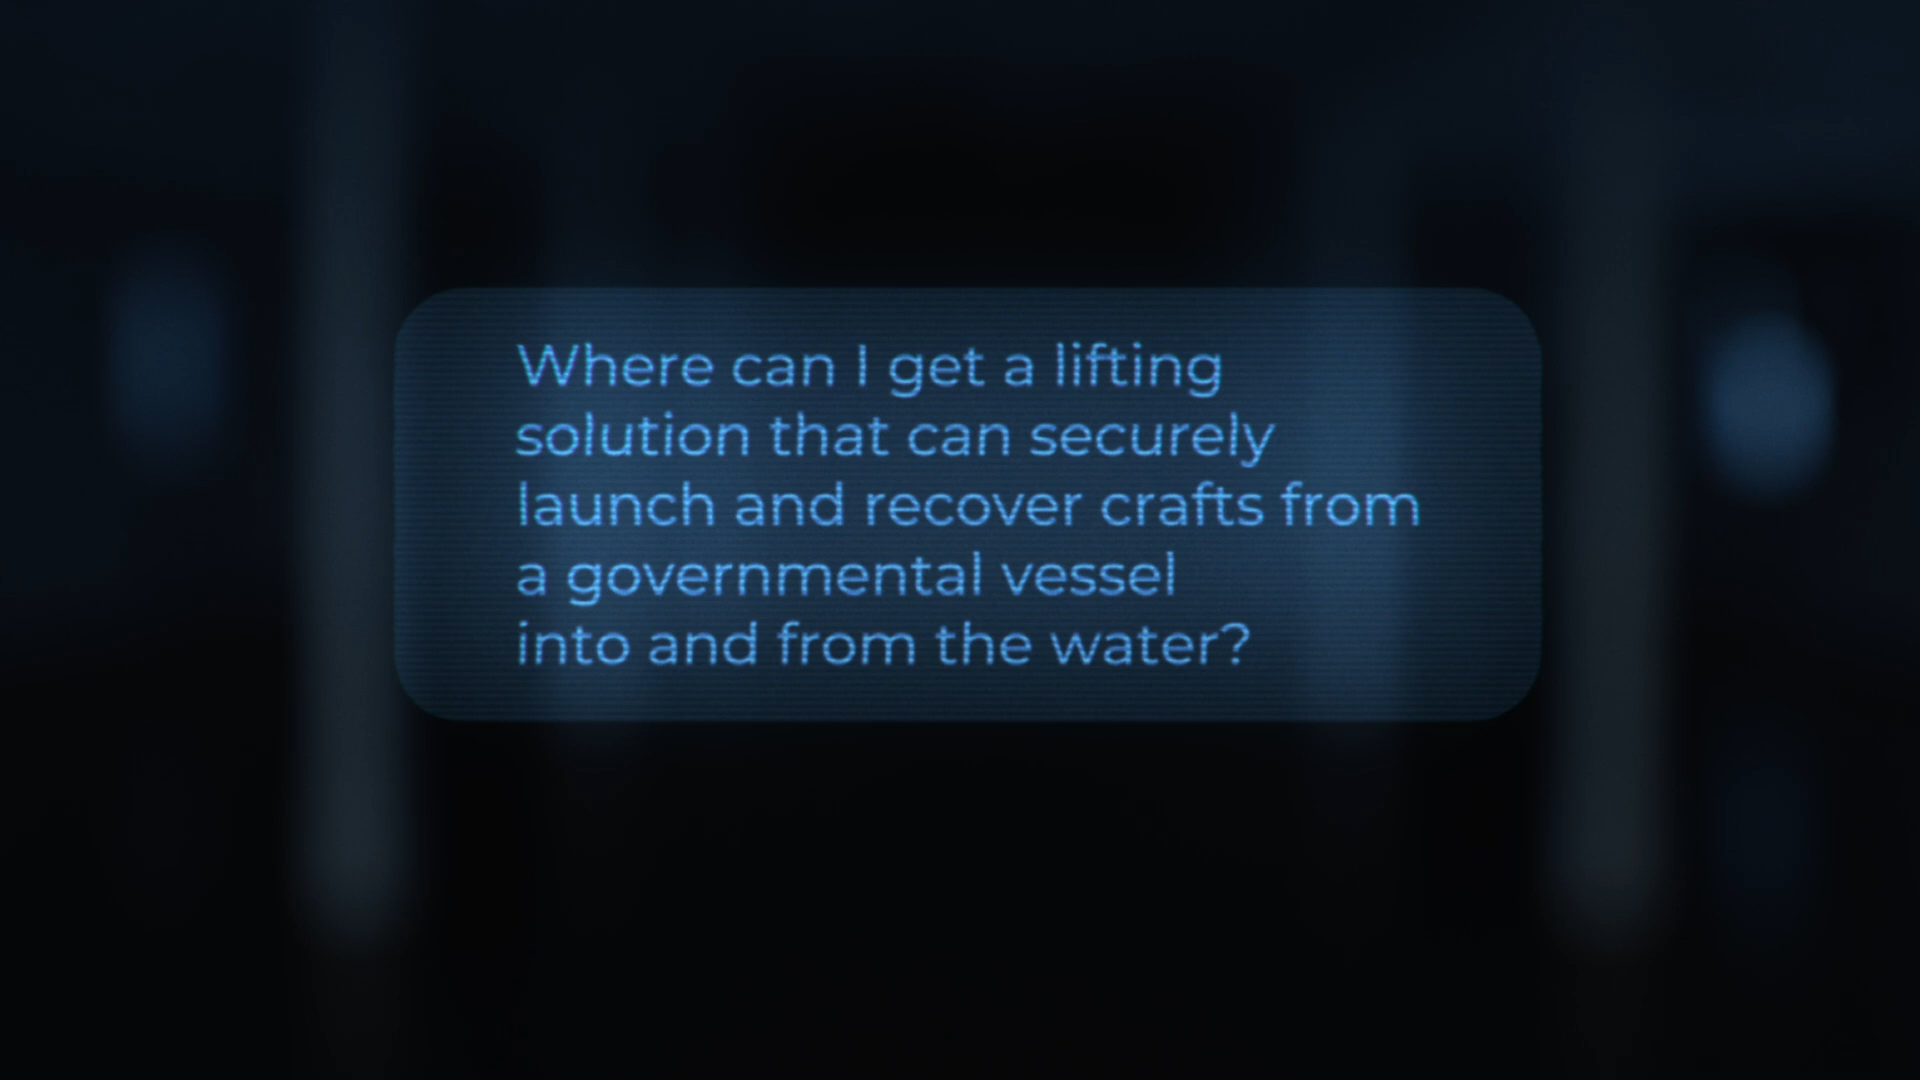 Where can I get a lifting
solution that can securely
launch and recover crafts from
a governmental vessel
into and from the water?